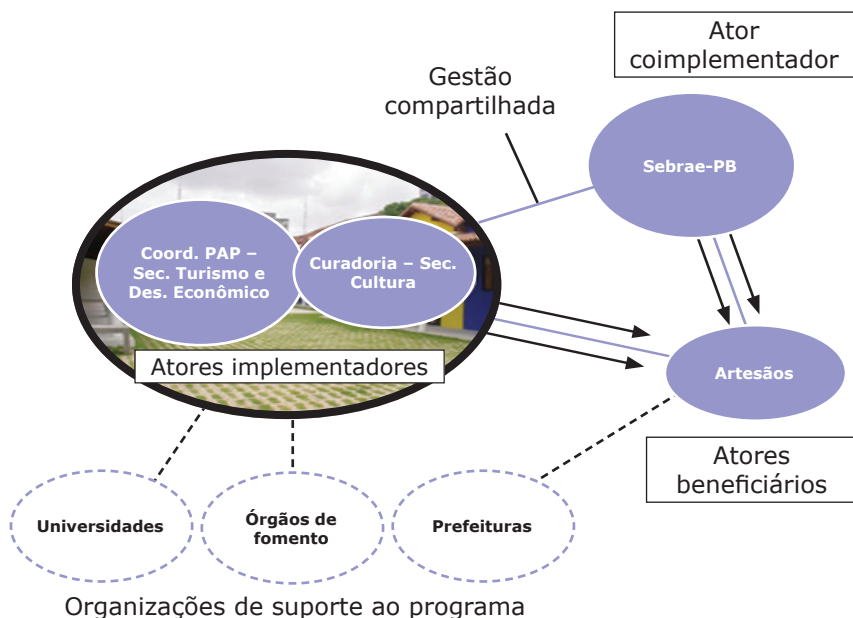 Ator
coimplementador
Gestão
compartilhada
Sebrae-PB
Coord. PAP –
Sec. Turismo e
Des. Econômico
Curadoria – Sec.
Cultura
Atores implementadores
Artesãos
Atores
beneficiários
Universidades
Órgãos de
fomento
Prefeituras
Organizações de suporte ao programa